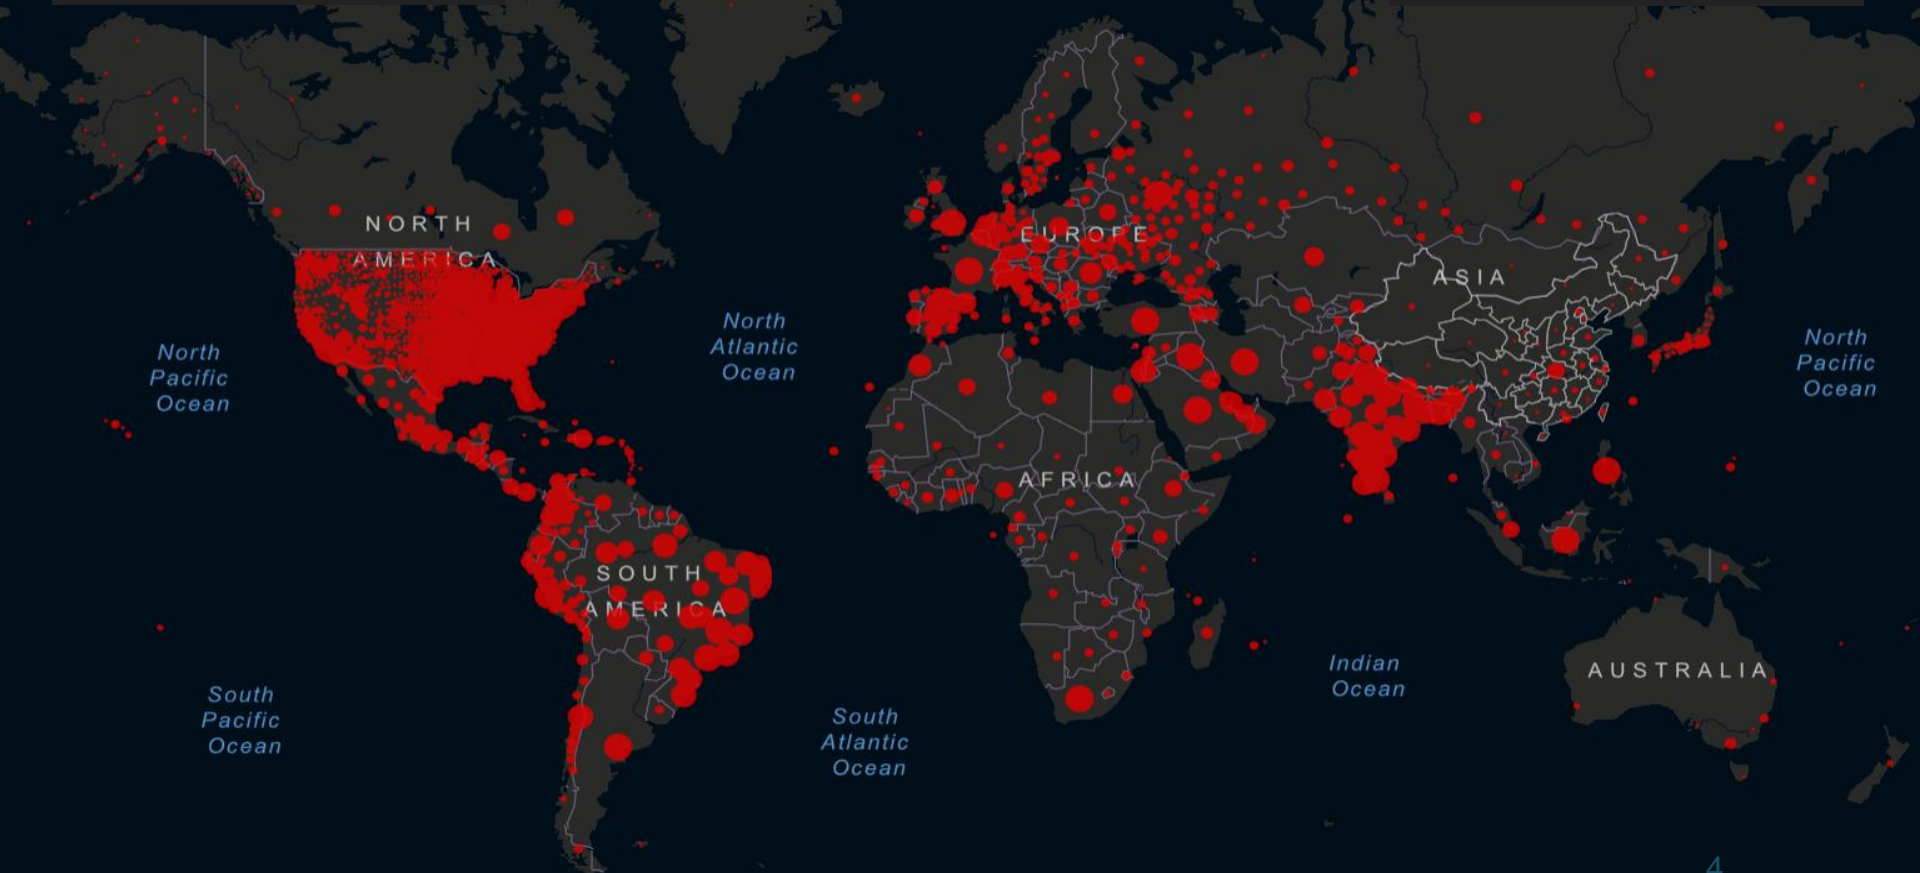 NORTH
AMERICA
EUROPE
ASIA
North
Pacific
Ocean
North
Atlantic
Ocean
North
Pacific
Ocean
AFRICA
SOUTH
AMERICA
Indian
Ocean
AUSTRALIA
South
Pacific
Ocean
South
Atlantic
Ocean
4